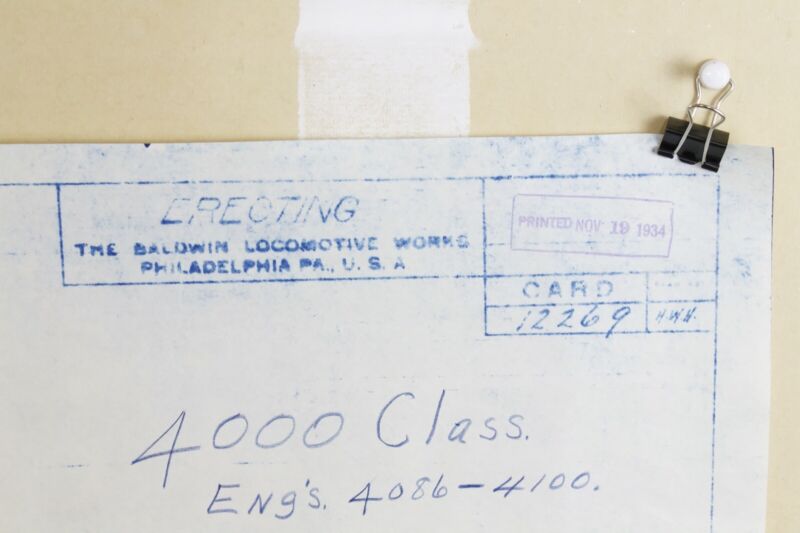 ERECTING
THE BALDWIN LOCOMOTIVE WORKS
PHILADELPHIA PA., U. S. A
PRINTED NOV 19 1934
CARD
12269
H.W.H.
4000 Class.
Eng's. 4086-4100.